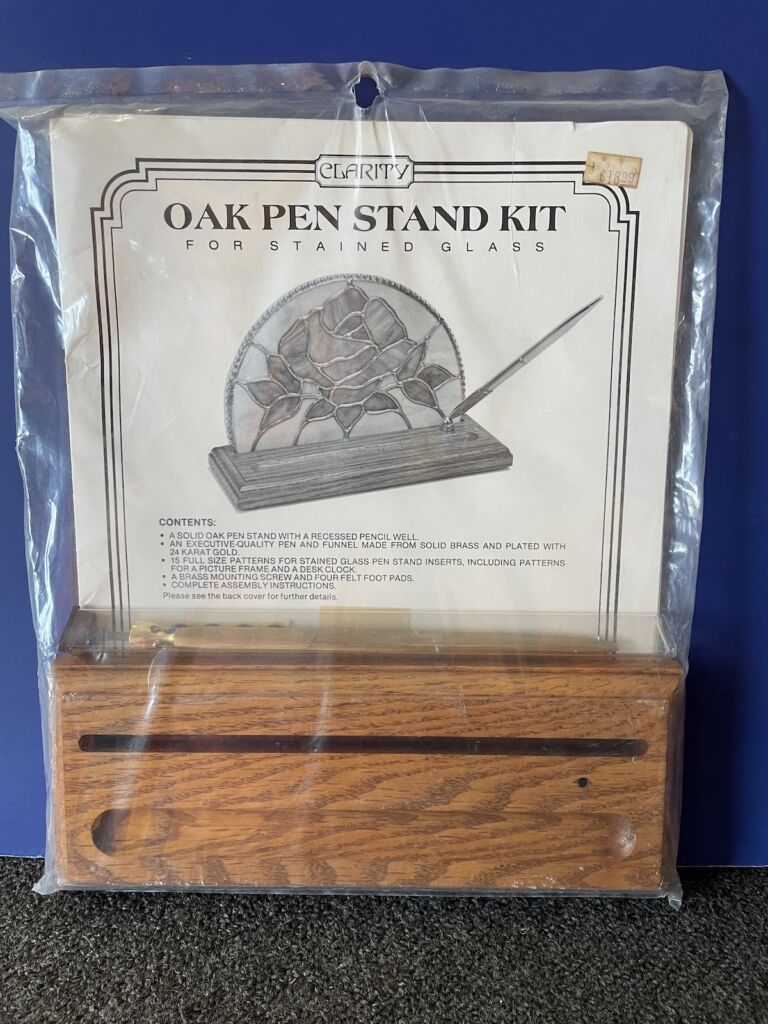 CLARITY
$18.99
OAK PEN STAND KIT
FOR STAINED GLASS
CONTENTS:
• A SOLID OAK PEN STAND WITH A RECESSED PENCIL WELL.
• AN EXECUTIVE-QUALITY PEN AND FUNNEL MADE FROM SOLID BRASS AND PLATED WITH
24 KARAT GOLD.
• 15 FULL SIZE PATTERNS FOR STAINED GLASS PEN STAND INSERTS, INCLUDING PATTERNS
FOR A PICTURE FRAME AND A DESK CLOCK.
• A BRASS MOUNTING SCREW AND FOUR FELT FOOT PADS.
• COMPLETE ASSEMBLY INSTRUCTIONS.
Please see the back cover for further details.